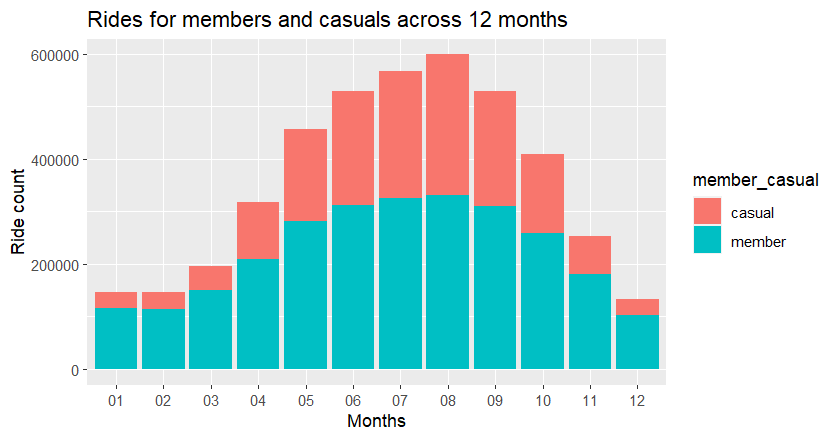 Rides for members and casuals across 12 months
600000
400000
200000
0
Ride count
01 02 03 04 05 06 07 08 09 10 11 12
Months
member_casual
casual
member